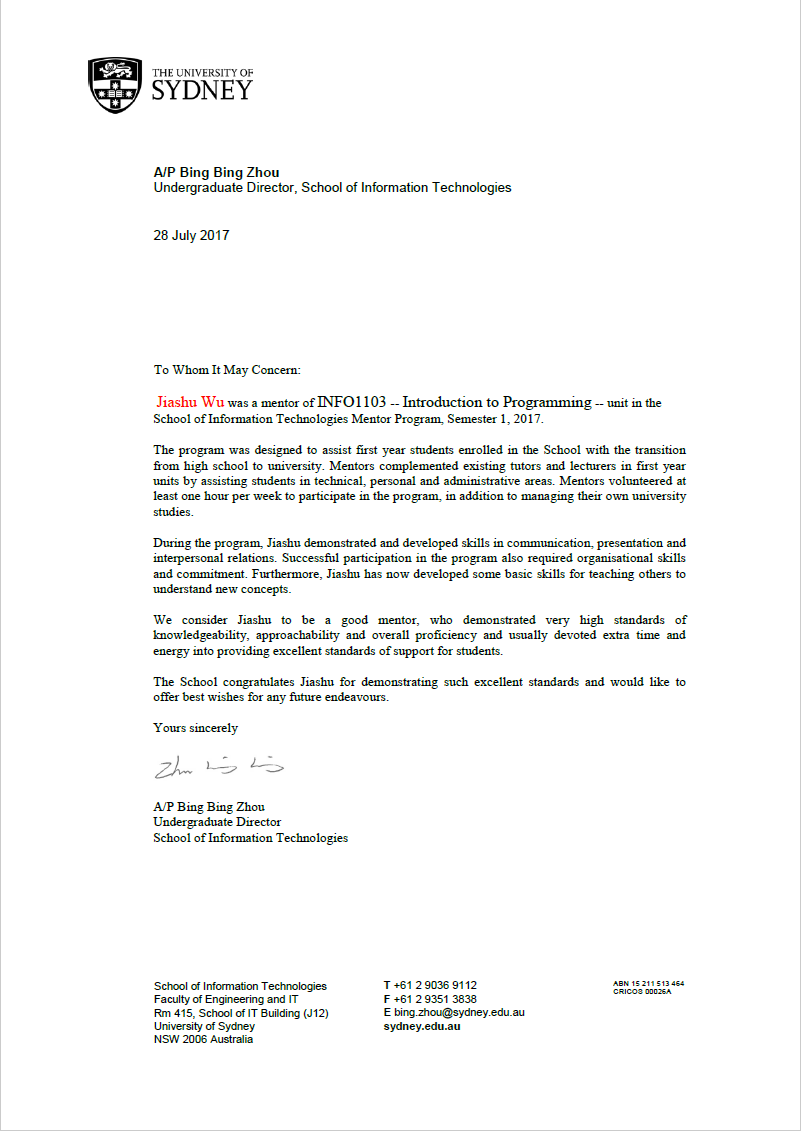 THE UNIVERSITY OF
SYDNEY
A/P Bing Bing Zhou
Undergraduate Director, School of Information Technologies
28 July 2017
To Whom It May Concern:
Jiashu Wu was a mentor of INFO1103 -- Introduction to Programming -- unit in the
School of Information Technologies Mentor Program, Semester 1, 2017.
The program was designed to assist first year students enrolled in the School with the transition
from high school to university. Mentors complemented existing tutors and lecturers in first year
units by assisting students in technical, personal and administrative areas. Mentors volunteered at
least one hour per week to participate in the program, in addition to managing their own university
studies.
During the program, Jiashu demonstrated and developed skills in communication, presentation and
interpersonal relations. Successful participation in the program also required organisational skills
and commitment. Furthermore, Jiashu has now developed some basic skills for teaching others to
understand new concepts.
We consider Jiashu to be a good mentor, who demonstrated very high standards of
knowledgeability, approachability and overall proficiency and usually devoted extra time and
energy into providing excellent standards of support for students.
The School congratulates Jiashu for demonstrating such excellent standards and would like to
offer best wishes for any future endeavours.
Yours sincerely
A/P Bing Bing Zhou
Undergraduate Director
School of Information Technologies
School of Information Technologies
Faculty of Engineering and IT
Rm 415, School of IT Building (J12)
University of Sydney
NSW 2006 Australia
T +61 2 9036 9112
F +61 2 9351 3838
E bing.zhou@sydney.edu.au
sydney.edu.au
ABN 15 211 513 464
CRICOS 00026A